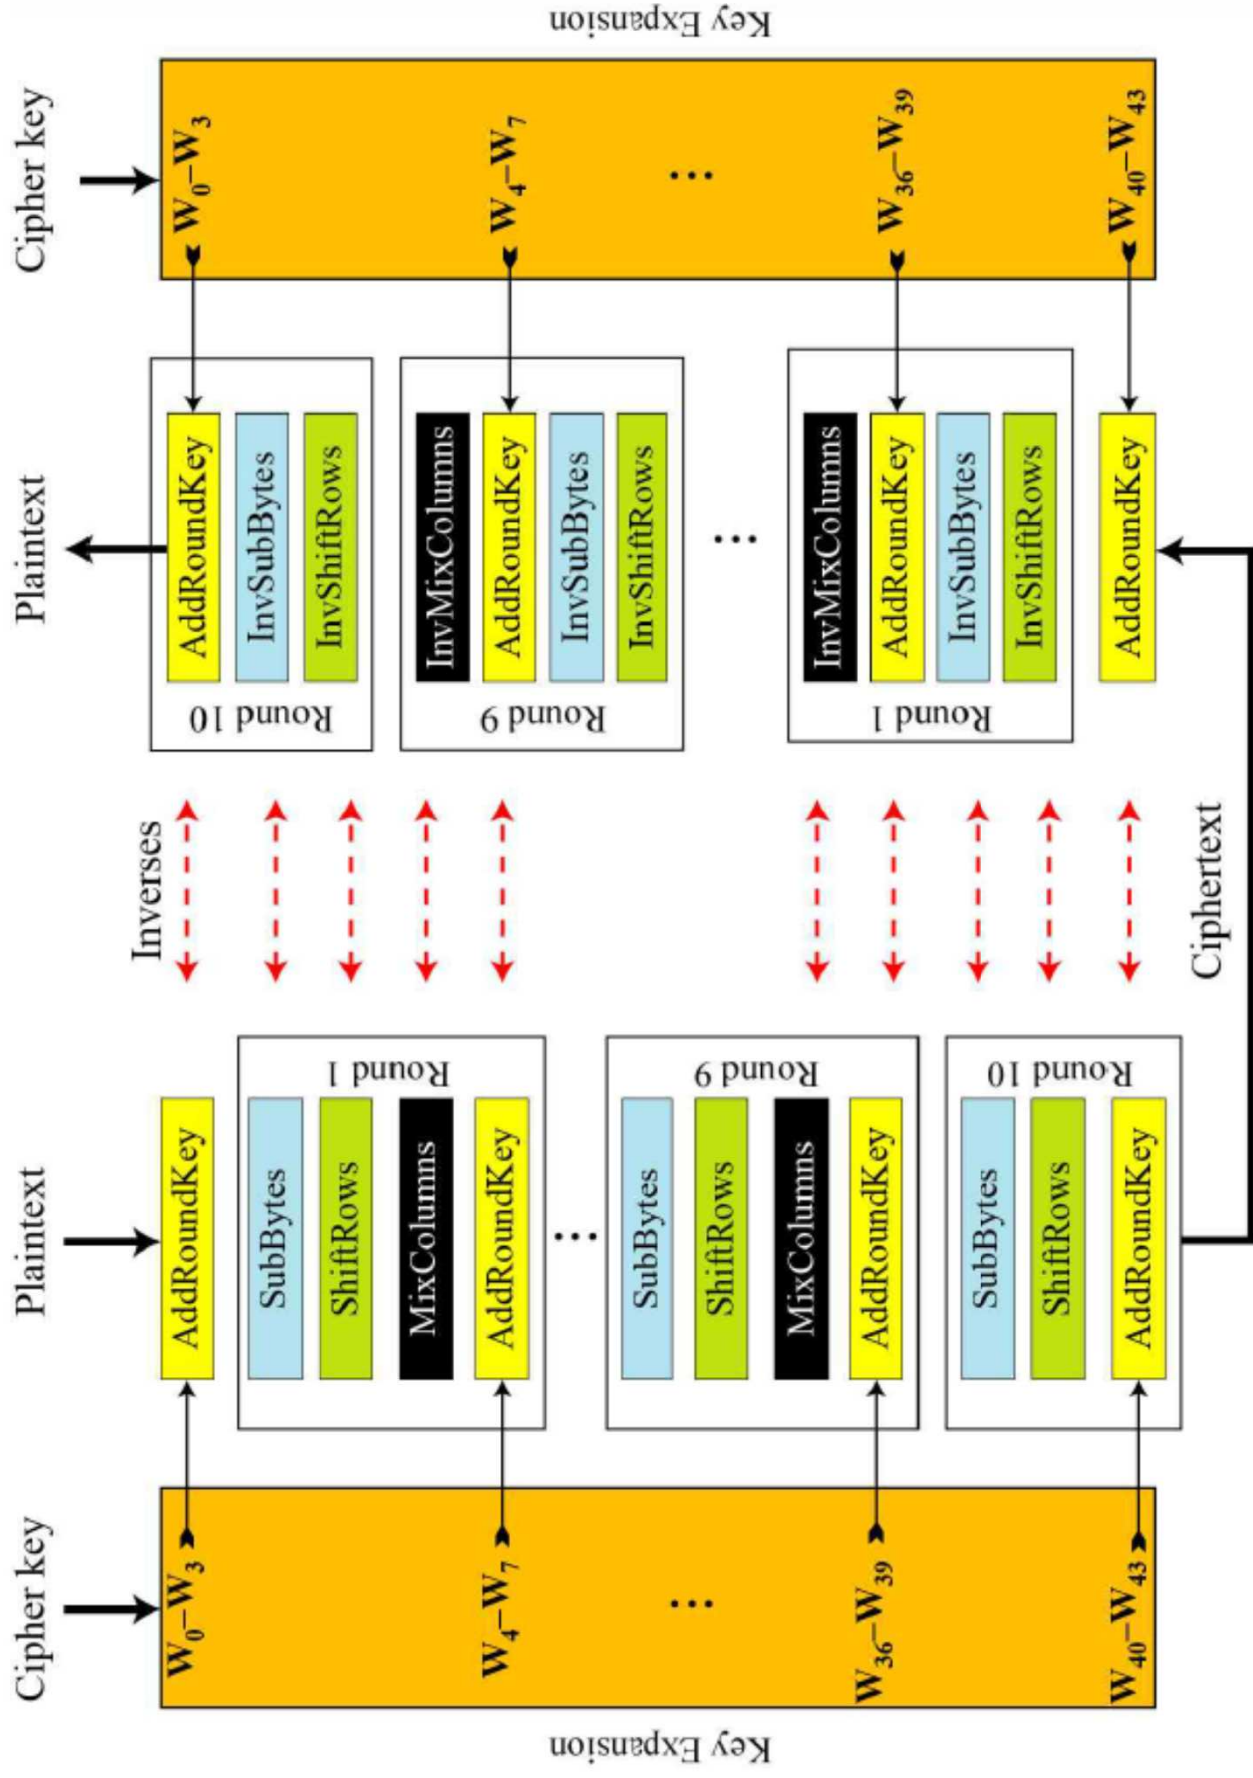 Cipher key
Plaintext
Inverses
Plaintext
Cipher key
Key Expansion
W0–W3
W4–W7
...
W36–W39
W40–W43
AddRoundKey
Round 1
SubBytes
ShiftRows
MixColumns
AddRoundKey
...
Round 9
SubBytes
ShiftRows
MixColumns
AddRoundKey
Round 10
SubBytes
ShiftRows
AddRoundKey
Ciphertext
Round 10
AddRoundKey
InvSubBytes
InvShiftRows
Round 9
InvMixColumns
AddRoundKey
InvSubBytes
InvShiftRows
...
Round 1
InvMixColumns
AddRoundKey
InvSubBytes
InvShiftRows
AddRoundKey
W0–W3
W4–W7
...
W36–W39
W40–W43
Key Expansion